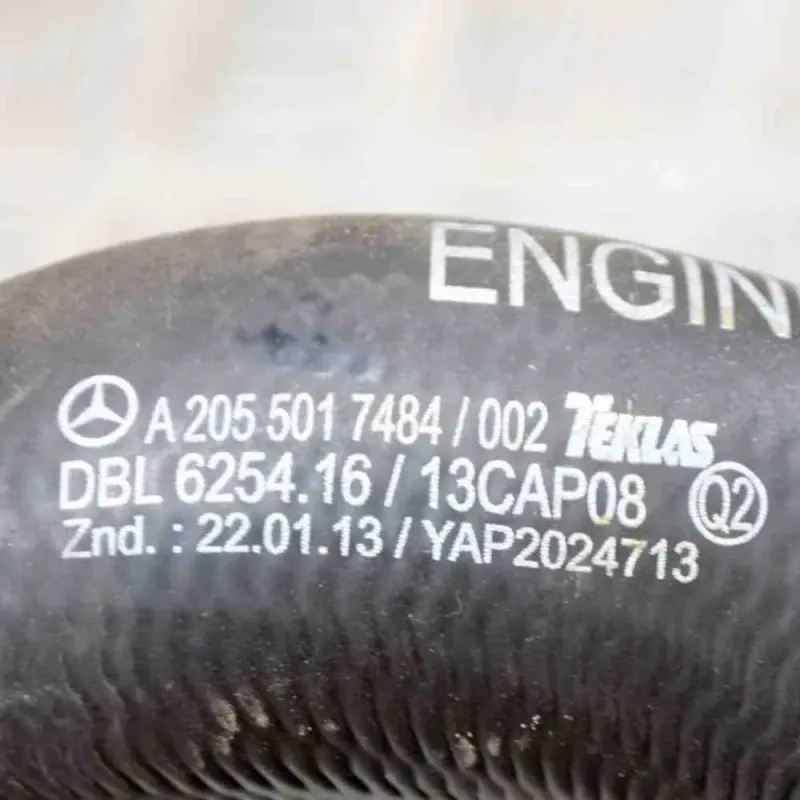 ENGIN
A 205 501 7484 / 002 TEKLAS
DBL 6254.16 / 13CAP08 Q2
Znd. : 22.01.13 / YAP2024713